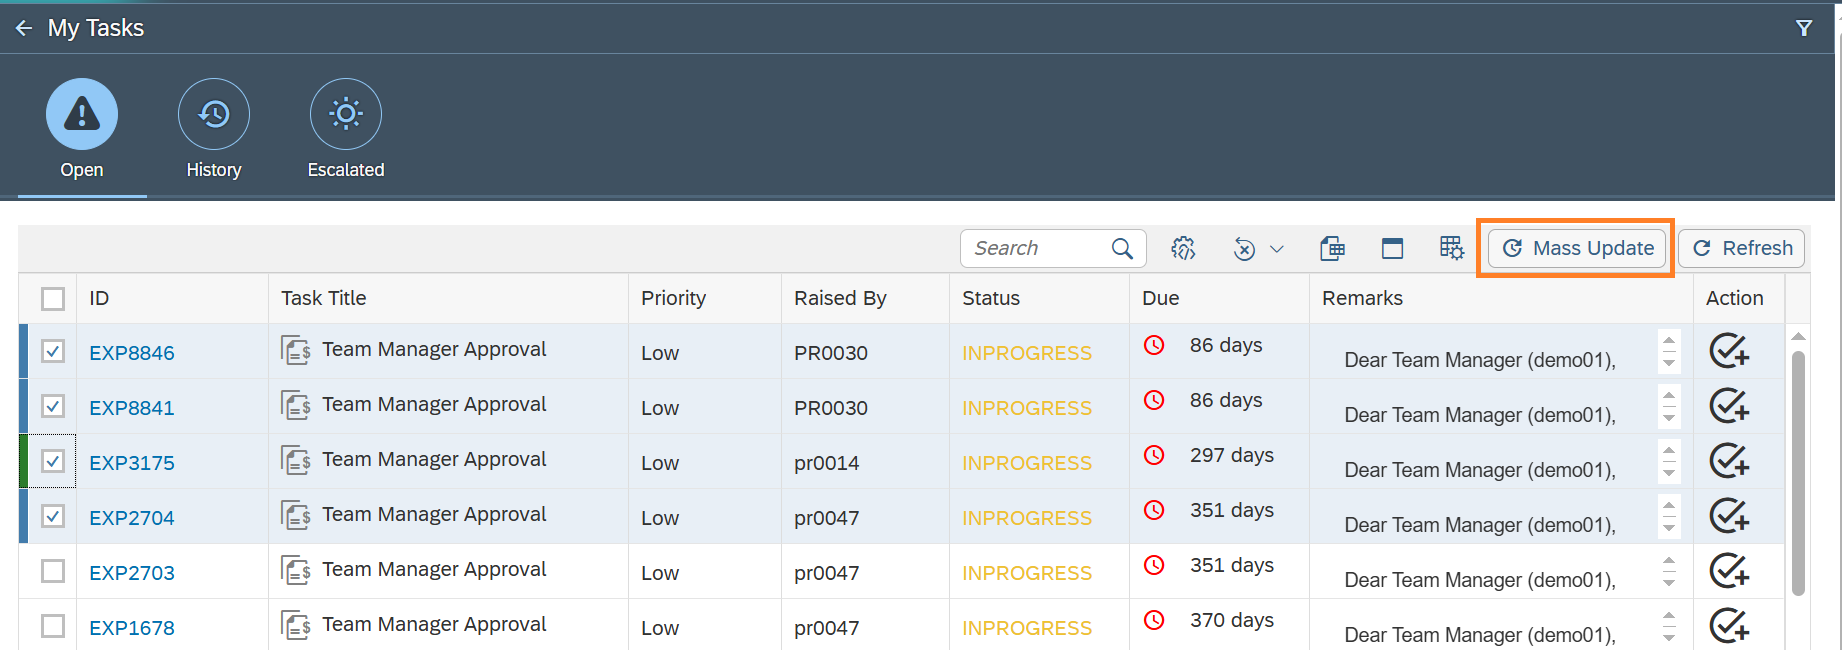 My Tasks
Open History Escalated
Search Mass Update Refresh
ID Task Title Priority Raised By Status Due Remarks Action
EXP8846 Team Manager Approval Low PR0030 INPROGRESS 86 days Dear Team Manager (demo01),
EXP8841 Team Manager Approval Low PR0030 INPROGRESS 86 days Dear Team Manager (demo01),
EXP3175 Team Manager Approval Low pr0014 INPROGRESS 297 days Dear Team Manager (demo01),
EXP2704 Team Manager Approval Low pr0047 INPROGRESS 351 days Dear Team Manager (demo01),
EXP2703 Team Manager Approval Low pr0047 INPROGRESS 351 days Dear Team Manager (demo01),
EXP1678 Team Manager Approval Low pr0047 INPROGRESS 370 days Dear Team Manager (demo01),